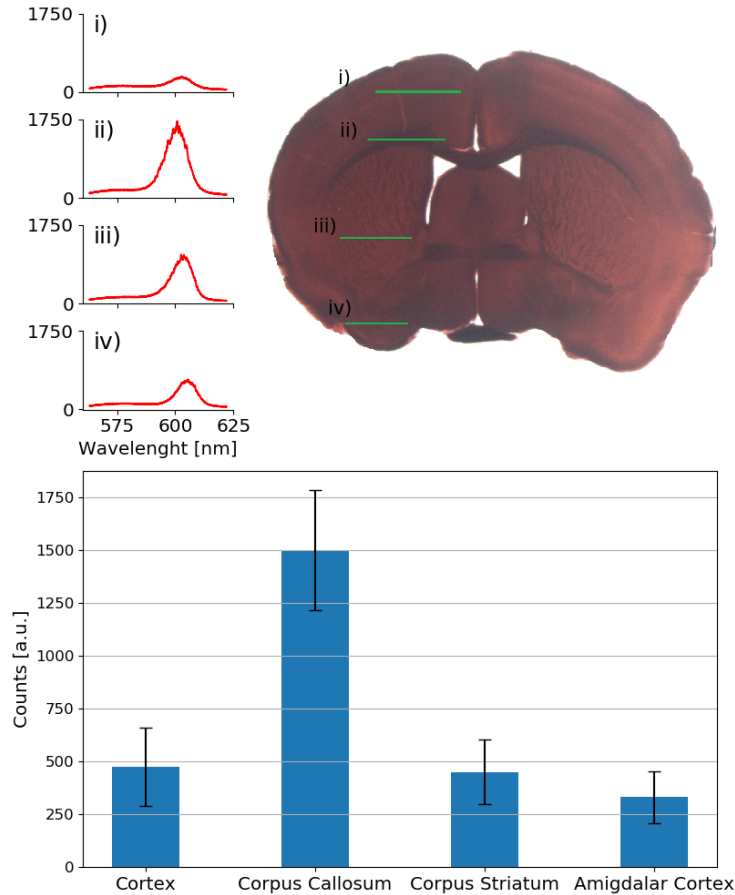 1750
i)
0
1750
ii)
0
1750
iii)
0
1750
iv)
0
575 600 625
Wavelenght [nm]
i)
ii)
iii)
iv)
1750
1500
1250
1000
750
500
250
0
Counts [a.u.]
Cortex Corpus Callosum Corpus Striatum Amigdalar Cortex